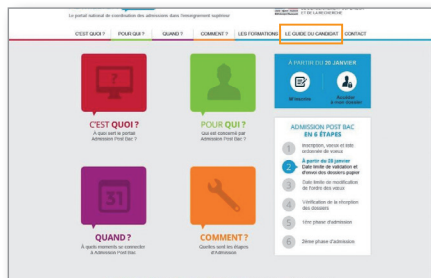 Le portail national de coordination des admissions dans l'enseignement supérieur
ET DE LA RECHERCHE
C'EST QUOI ? POUR QUI ? QUAND ? COMMENT ? LES FORMATIONS LE GUIDE DU CANDIDAT CONTACT
?
C'EST QUOI ?
À quoi sert le portail
Admission Post Bac ?
POUR QUI ?
Qui est concerné par
Admission Post Bac ?
31
QUAND ?
À quels moments se connecter
à Admission Post Bac
COMMENT ?
Quelles sont les étapes
d'Admission
À PARTIR DU 20 JANVIER
M'inscrire
Accéder
à mon dossier
ADMISSION POST BAC
EN 6 ÉTAPES
1 Inscription, voeux et liste
ordonnée de voeux
2 À partir du 20 janvier
Date limite de validation et
d'envoi des dossiers papier
3 Date limite de modification
de l'ordre des voeux
4 Vérification de la réception
des dossiers
5 1ère phase d'admission
6 2ème phase d'admission